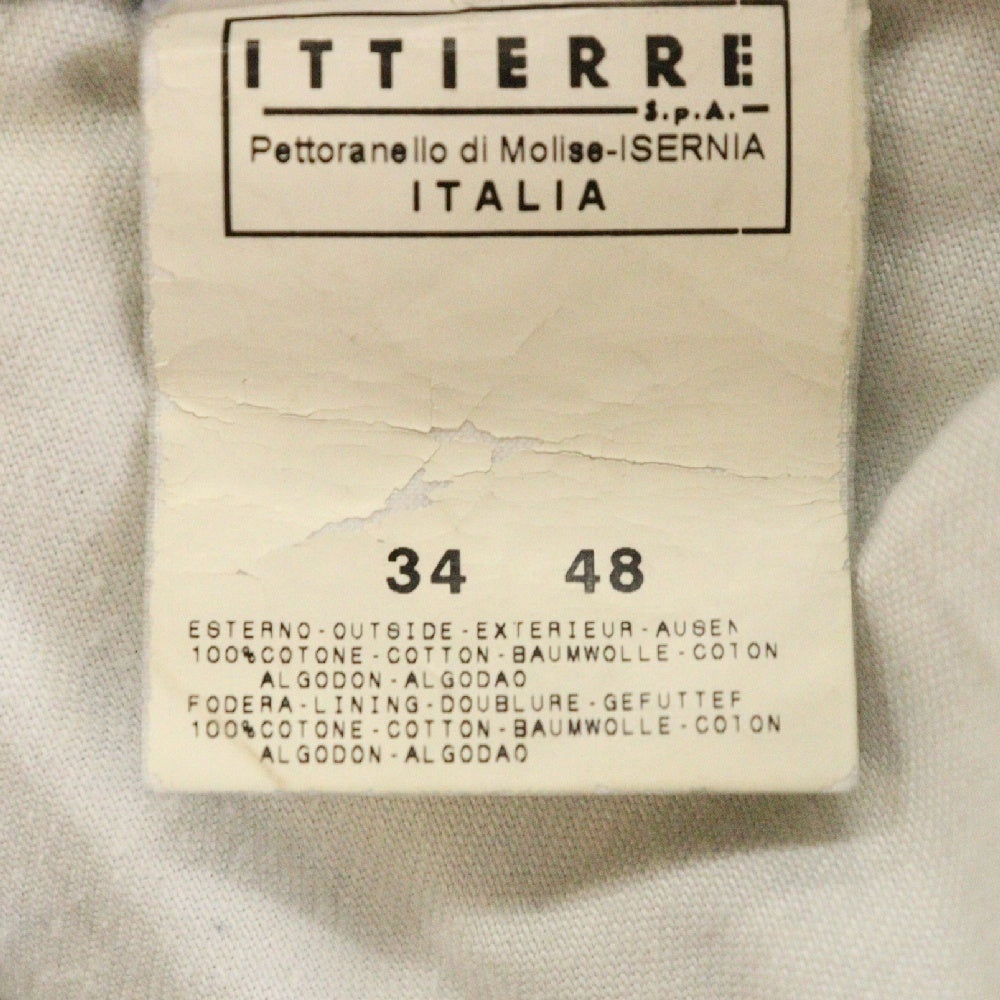 ITTIERRE
S.p.A.
Pettoranello di Molise-ISERNIA
ITALIA
34 48
ESTERNO-OUTSIDE-EXTERIEUR-AUSEN
100%COTONE-COTTON-BAUMWOLLE-COTON
ALGODON-ALGODAO
FODERA-LINING-DOUBLURE-GEFUTTER
100%COTONE-COTTON-BAUMWOLLE-COTON
ALGODON-ALGODAO